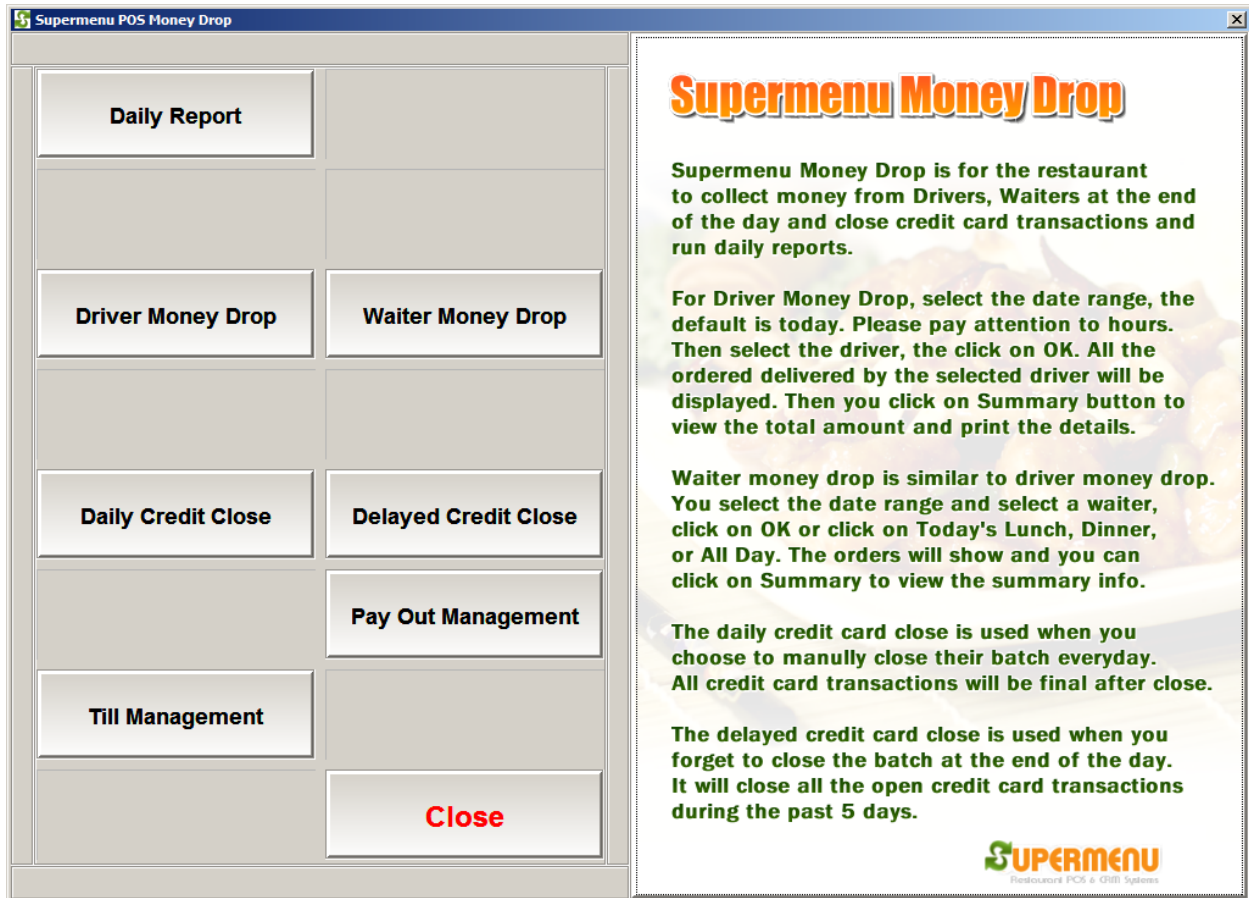 Supermenu POS Money Drop
Daily Report
Driver Money Drop
Waiter Money Drop
Daily Credit Close
Delayed Credit Close
Pay Out Management
Till Management
Close
Supermenu Money Drop
Supermenu Money Drop is for the restaurant
to collect money from Drivers, Waiters at the end
of the day and close credit card transactions and
run daily reports.
For Driver Money Drop, select the date range, the
default is today. Please pay attention to hours.
Then select the driver, the click on OK. All the
ordered delivered by the selected driver will be
displayed. Then you click on Summary button to
view the total amount and print the details.
Waiter money drop is similar to driver money drop.
You select the date range and select a waiter,
click on OK or click on Today's Lunch, Dinner,
or All Day. The orders will show and you can
click on Summary to view the summary info.
The daily credit card close is used when you
choose to manully close their batch everyday.
All credit card transactions will be final after close.
The delayed credit card close is used when you
forget to close the batch at the end of the day.
It will close all the open credit card transactions
during the past 5 days.
SUPERMENU
Restaurant POS & CRM Systems